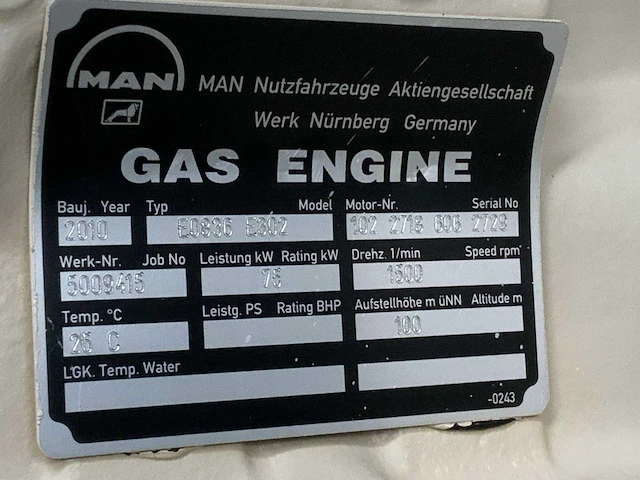 MAN
MAN Nutzfahrzeuge Aktiengesellschaft
Werk Nürnberg Germany
GAS ENGINE
Bauj. Year Typ Model Motor-Nr. Serial No
2010 E0836 E302 102 2718 606 2729
Werk-Nr. Job No Leistung kW Rating kW Drehz. 1/min Speed rpm
5009415 75 1500
Temp. °C Leistg. PS Rating BHP Aufstellhöhe m üNN Altitude m
25 C 100
LGK. Temp. Water
-0243